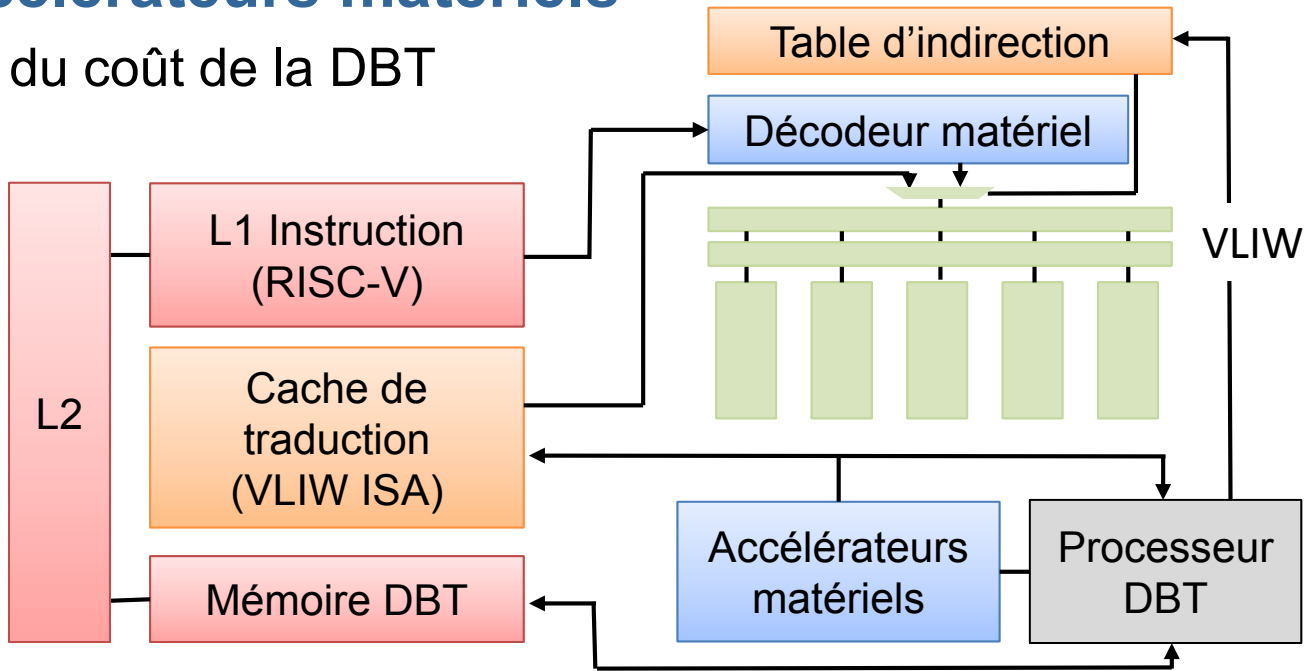 du coût de la DBT
Table d’indirection
Décodeur matériel
L1 Instruction
(RISC-V)
VLIW
L2
Cache de
traduction
(VLIW ISA)
Accélérateurs
matériels
Processeur
DBT
Mémoire DBT